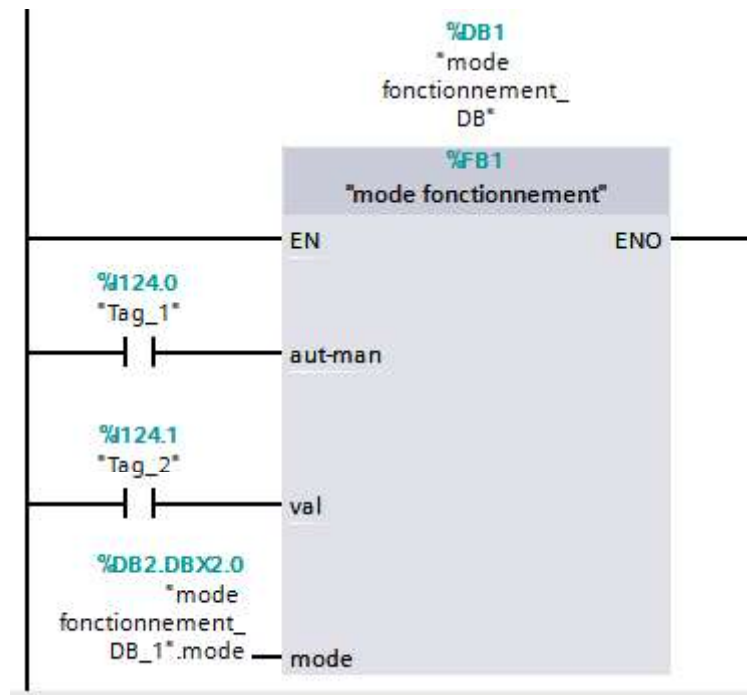 %DB1
"mode
fonctionnement_
DB"
%FB1
"mode fonctionnement"
EN ENO
%I124.0
"Tag_1"
aut-man
%I124.1
"Tag_2"
val
%DB2.DBX2.0
"mode
fonctionnement_
DB_1".mode
mode